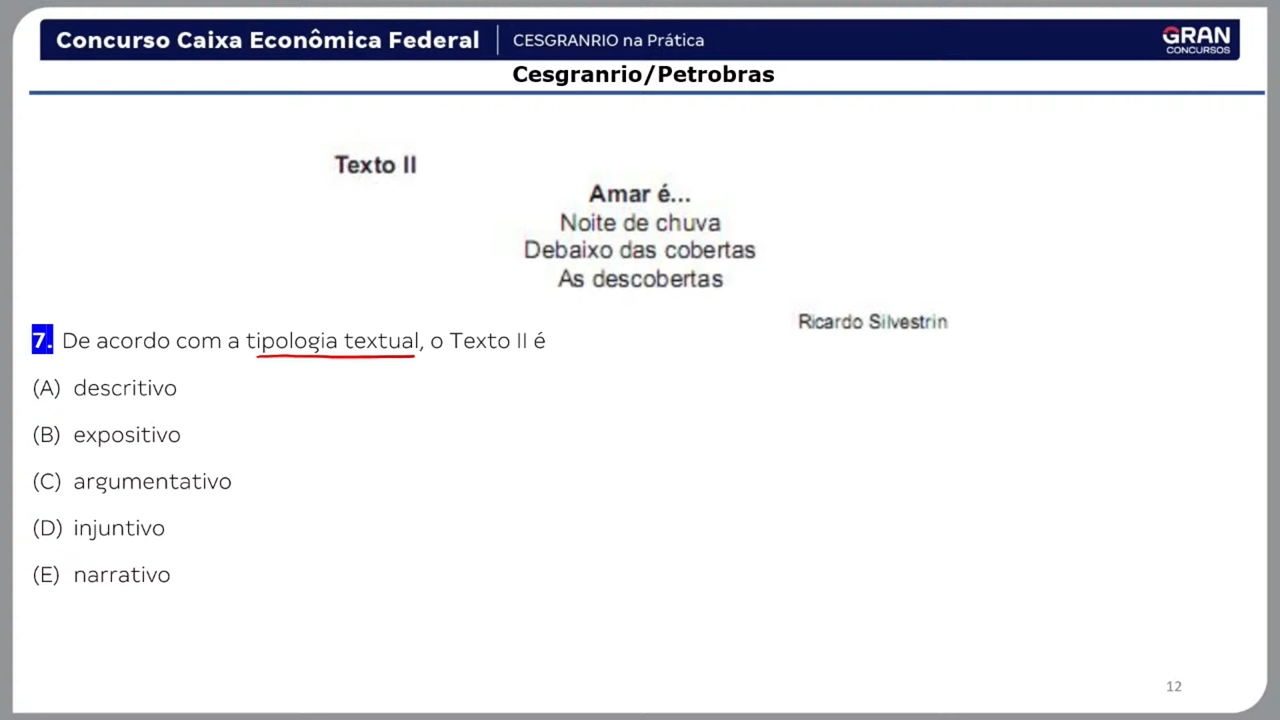 Concurso Caixa Econômica Federal | CESGRANRIO na Prática
GRAN
CONCURSOS
Cesgranrio/Petrobras
Texto II
Amar é...
Noite de chuva
Debaixo das cobertas
As descobertas
Ricardo Silvestrin
7. De acordo com a tipologia textual, o Texto II é
(A) descritivo
(B) expositivo
(C) argumentativo
(D) injuntivo
(E) narrativo
12